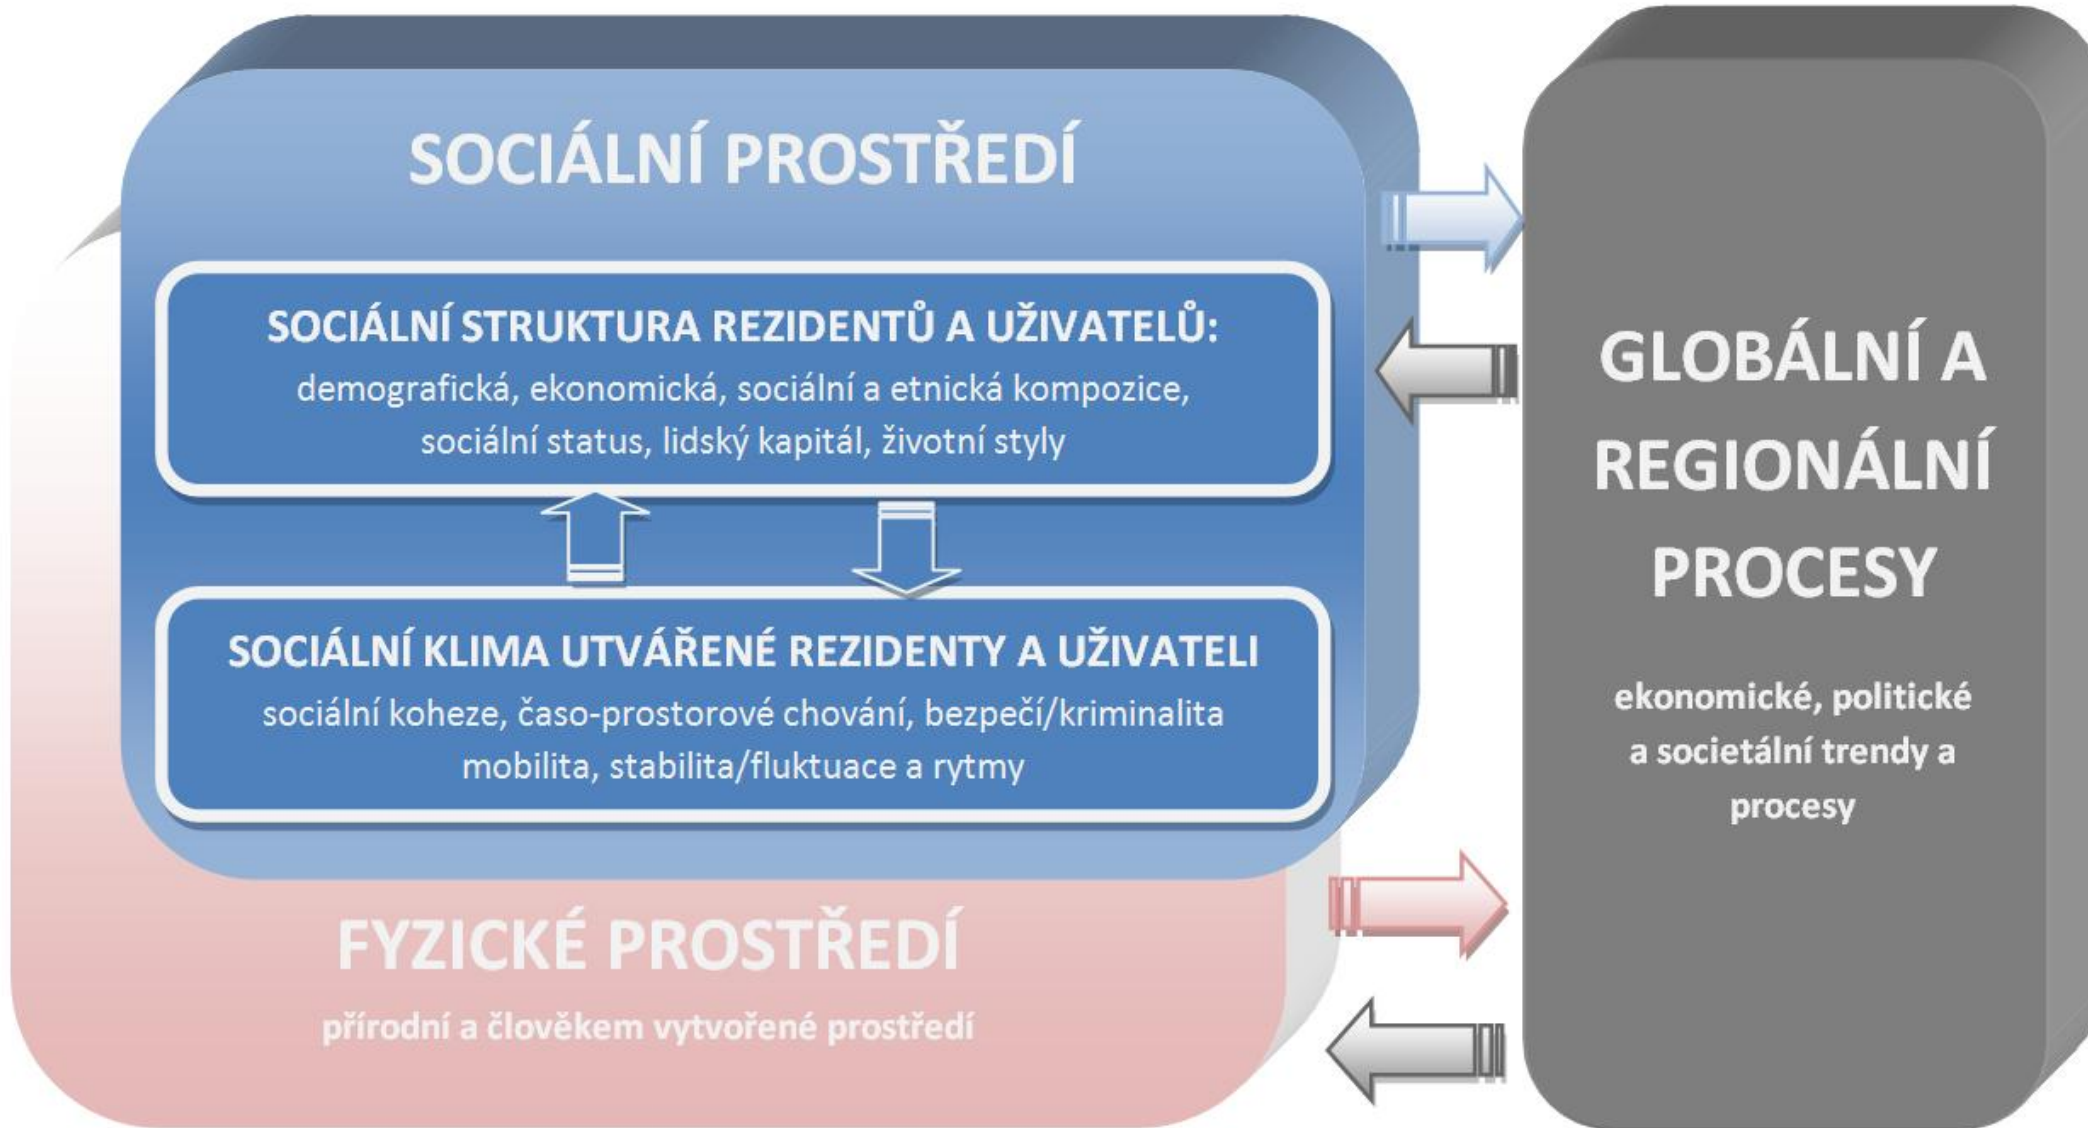 SOCIÁLNÍ PROSTŘEDÍ
SOCIÁLNÍ STRUKTURA REZIDENTŮ A UŽIVATELŮ:
demografická, ekonomická, sociální a etnická kompozice,
sociální status, lidský kapitál, životní styly
SOCIÁLNÍ KLIMA UTVÁŘENÉ REZIDENTY A UŽIVATELI
sociální koheze, časo-prostorové chování, bezpečí/kriminalita
mobilita, stabilita/fluktuace a rytmy
FYZICKÉ PROSTŘEDÍ
přírodní a člověkem vytvořené prostředí
GLOBÁLNÍ A
REGIONÁLNÍ
PROCESY
ekonomické, politické
a societální trendy a
procesy